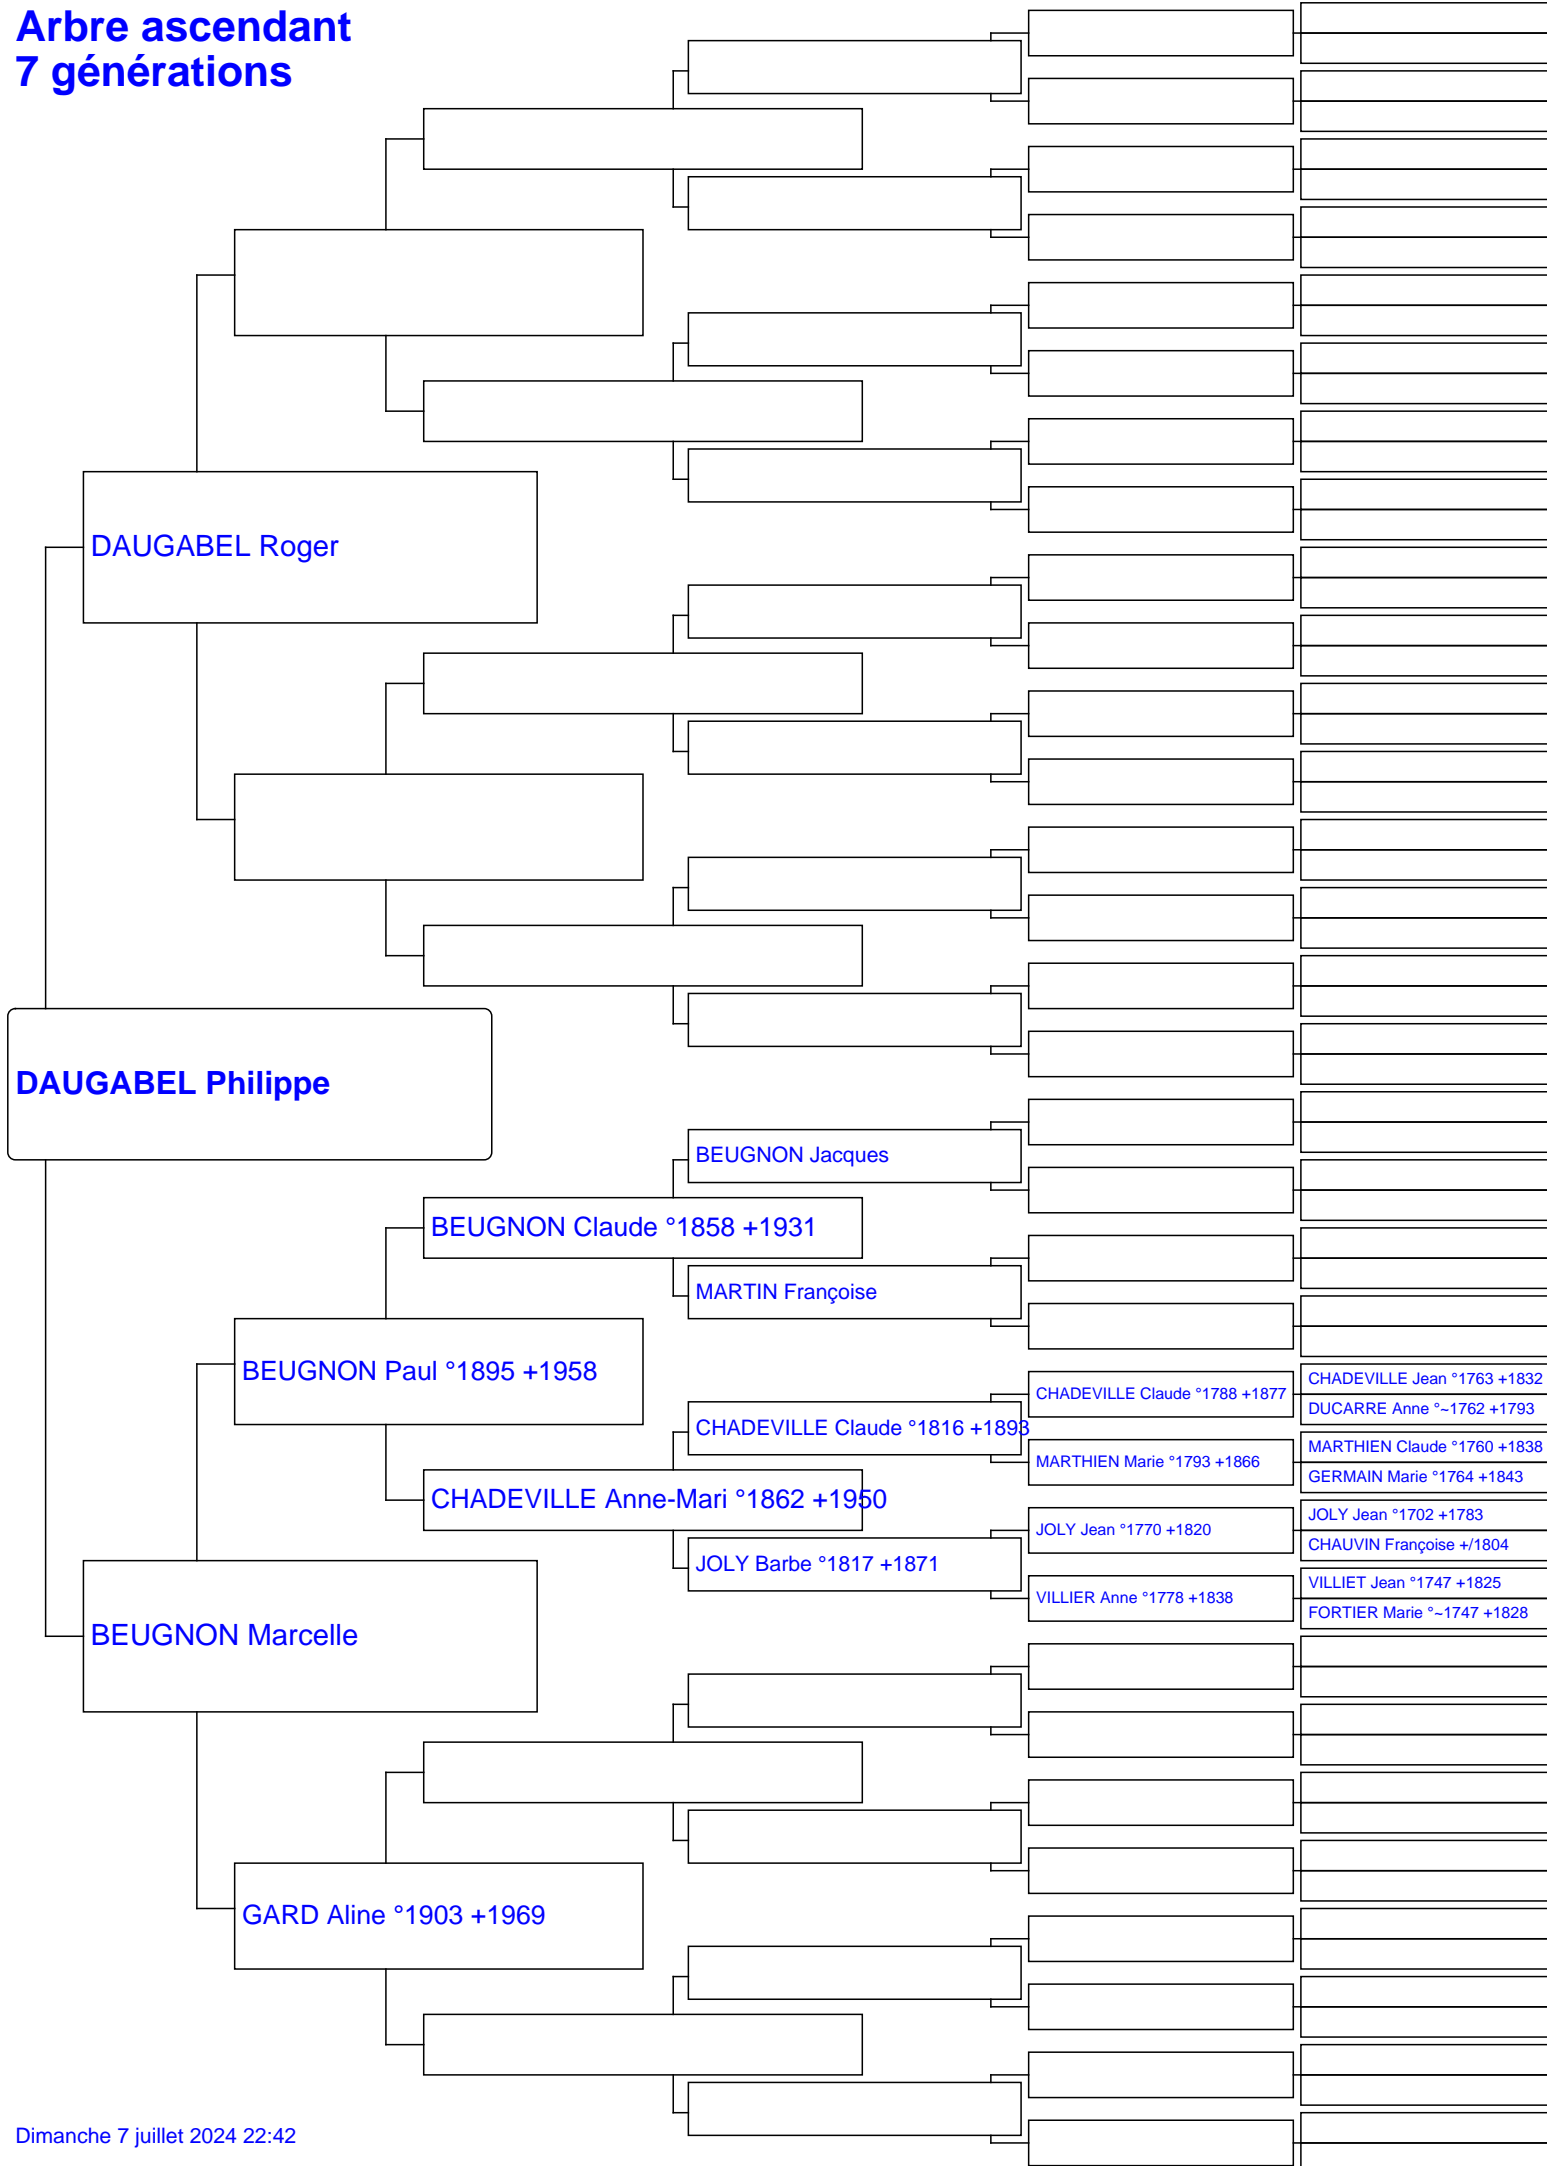 Arbre ascendant
7 générations
DAUGABEL Roger
DAUGABEL Philippe
BEUGNON Jacques
BEUGNON Claude °1858 +1931
MARTIN Françoise
BEUGNON Paul °1895 +1958
CHADEVILLE Jean °1763 +1832
CHADEVILLE Claude °1788 +1877
DUCARRE Anne °~1762 +1793
CHADEVILLE Claude °1816 +1893
MARTHIEN Claude °1760 +1838
MARTHIEN Marie °1793 +1866
GERMAIN Marie °1764 +1843
CHADEVILLE Anne-Mari °1862 +1950
JOLY Jean °1702 +1783
JOLY Jean °1770 +1820
CHAUVIN Françoise +/1804
JOLY Barbe °1817 +1871
VILLIET Jean °1747 +1825
VILLIER Anne °1778 +1838
FORTIER Marie °~1747 +1828
BEUGNON Marcelle
GARD Aline °1903 +1969
Dimanche 7 juillet 2024 22:42